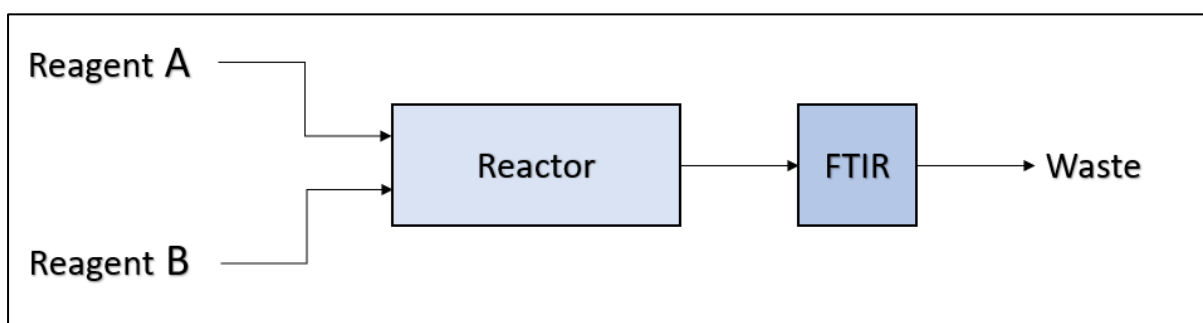 Reagent A
Reactor
FTIR
Waste
Reagent B